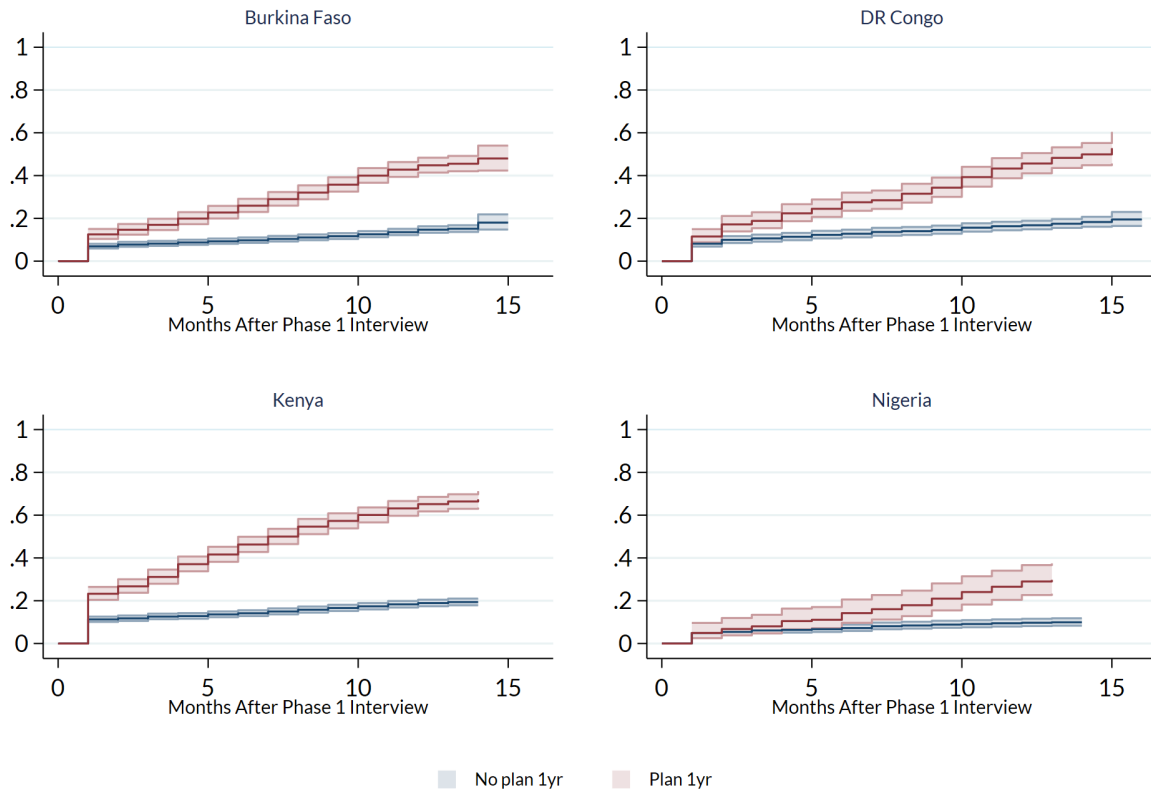 Burkina Faso
1
.8
.6
.4
.2
0
0 5 10 15
Months After Phase 1 Interview
DR Congo
1
.8
.6
.4
.2
0
0 5 10 15
Months After Phase 1 Interview
Kenya
1
.8
.6
.4
.2
0
0 5 10 15
Months After Phase 1 Interview
Nigeria
1
.8
.6
.4
.2
0
0 5 10 15
Months After Phase 1 Interview
No plan 1yr Plan 1yr